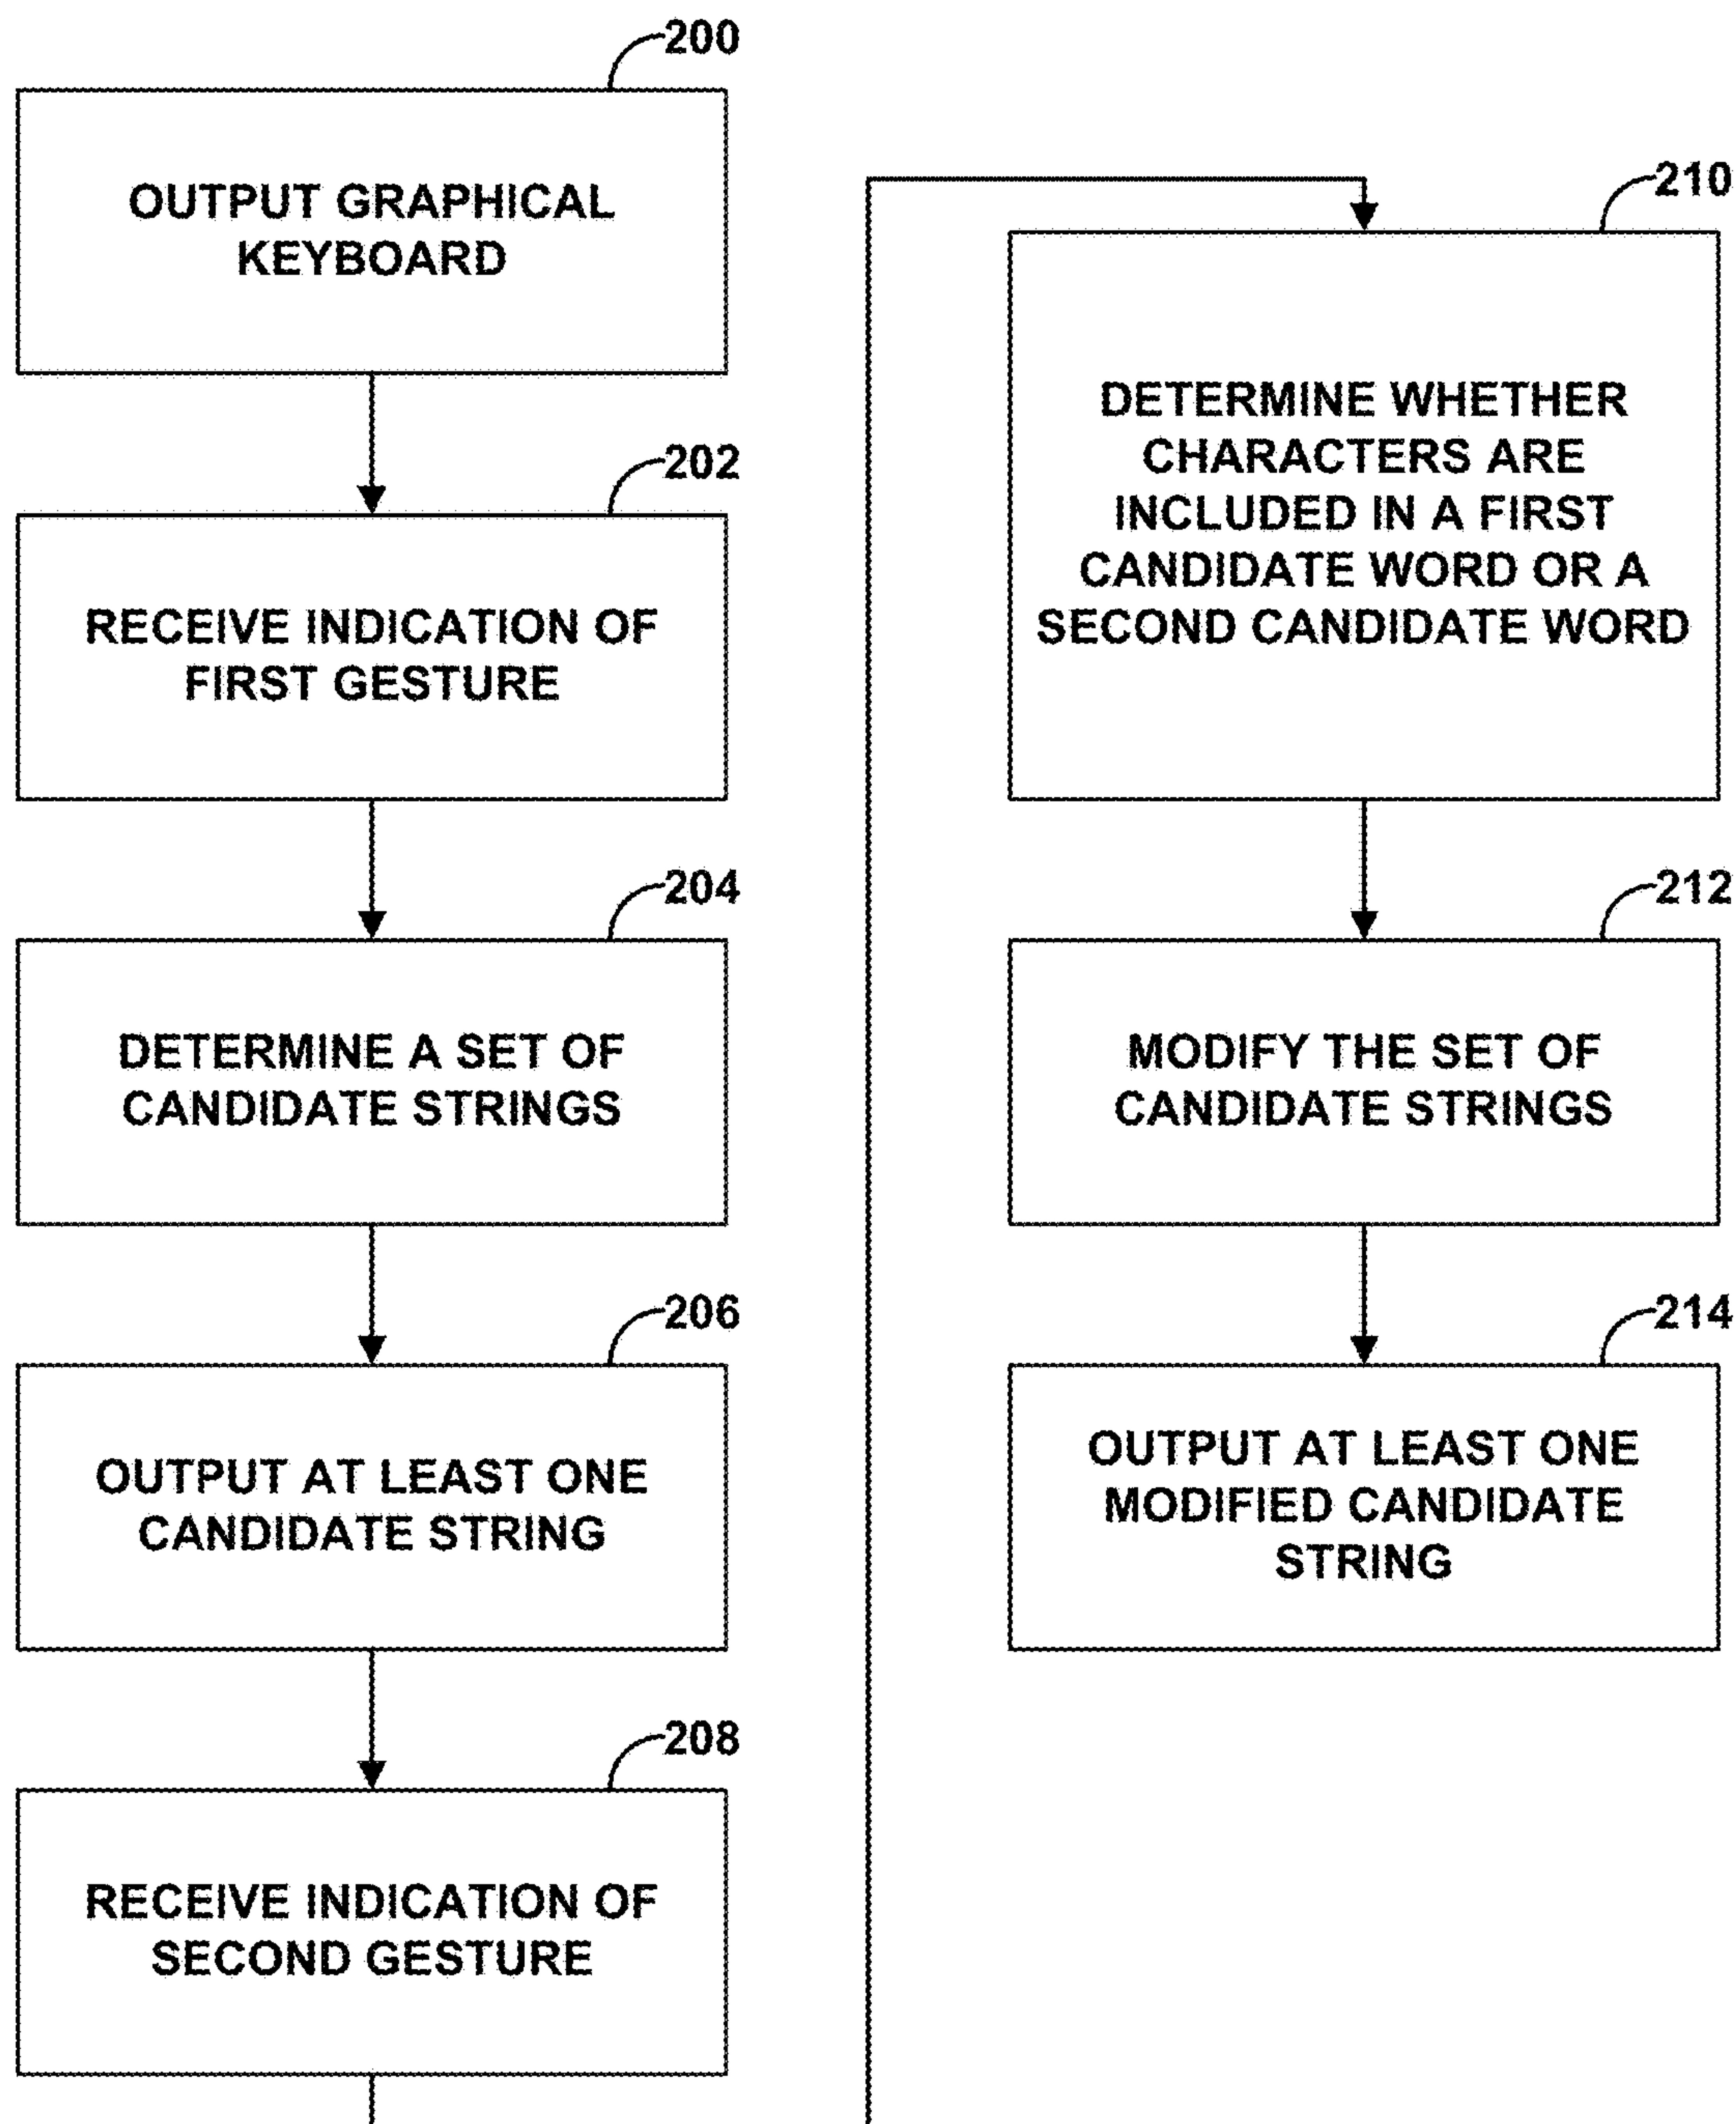 200
OUTPUT GRAPHICAL
KEYBOARD
202
RECEIVE INDICATION OF
FIRST GESTURE
204
DETERMINE A SET OF
CANDIDATE STRINGS
206
OUTPUT AT LEAST ONE
CANDIDATE STRING
208
RECEIVE INDICATION OF
SECOND GESTURE
210
DETERMINE WHETHER
CHARACTERS ARE
INCLUDED IN A FIRST
CANDIDATE WORD OR A
SECOND CANDIDATE WORD
212
MODIFY THE SET OF
CANDIDATE STRINGS
214
OUTPUT AT LEAST ONE
MODIFIED CANDIDATE
STRING